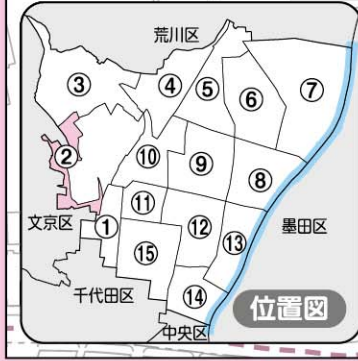 荒川区
③
④
⑤
⑥
⑦
②
⑩
⑨
⑧
文京区
①
⑪
⑫
⑬
墨田区
⑮
千代田区
⑭
位置図
中央区